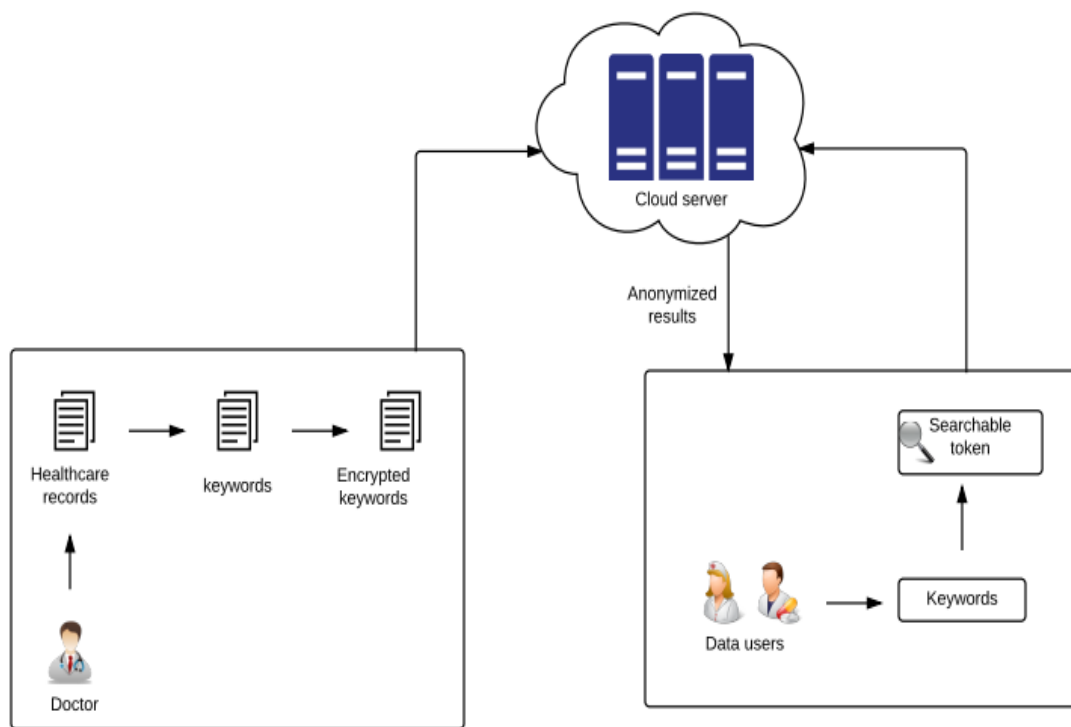 Cloud server
Anonymized
results
Healthcare
records
keywords
Encrypted
keywords
Doctor
Searchable
token
Keywords
Data users